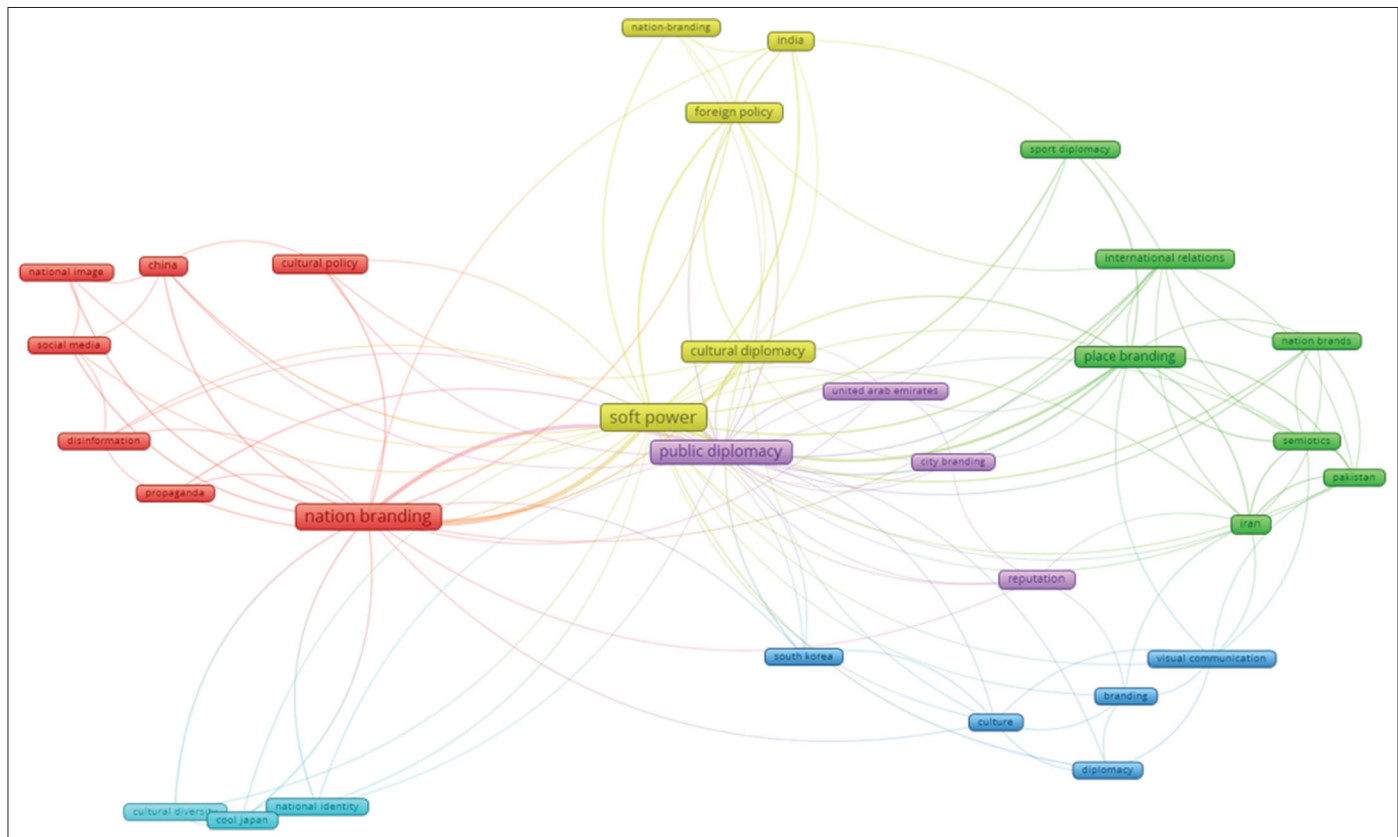 nation-branding
india
foreign policy
sport diplomacy
international relations
cultural policy
china
national image
nation brands
social media
cultural diplomacy
place branding
united arab emirates
soft power
disinformation
semiotics
public diplomacy
city branding
pakistan
propaganda
nation branding
iran
reputation
south korea
visual communication
branding
culture
diplomacy
national identity
cultural
cool japan